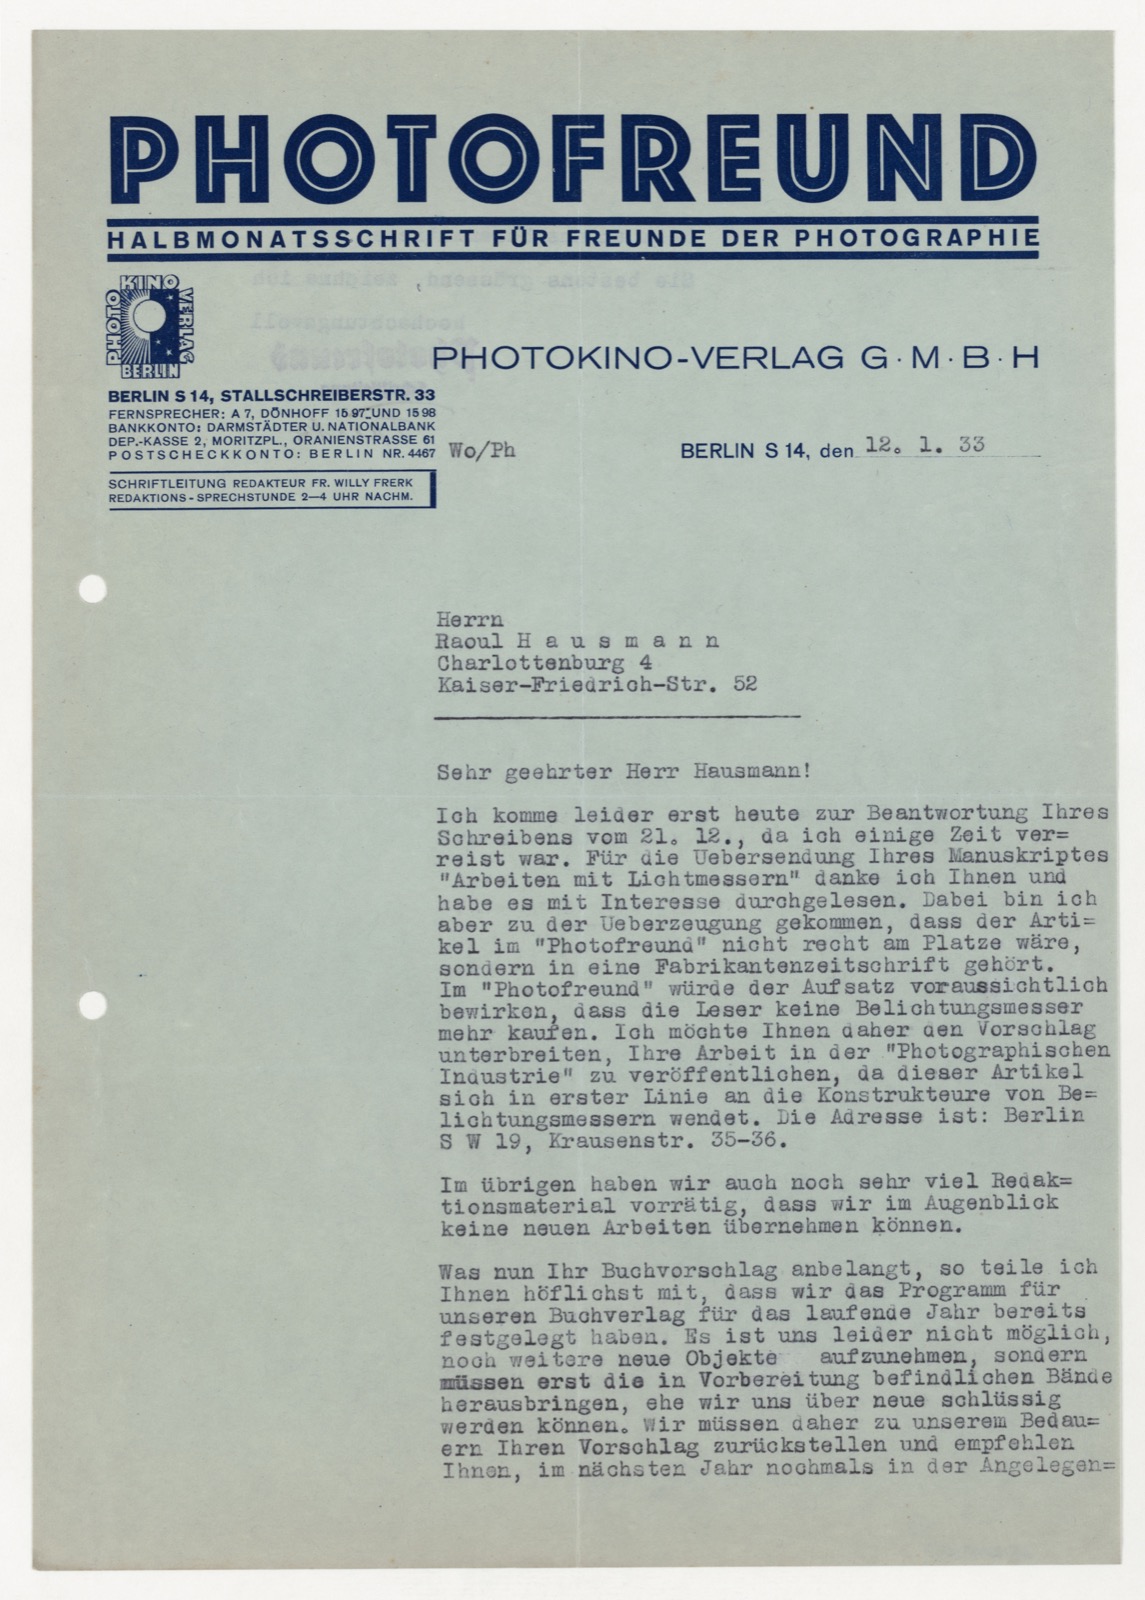 PHOTOFREUND
HALBMONATSSCHRIFT FÜR FREUNDE DER PHOTOGRAPHIE
PHOTO KINO VERLAG BERLIN
PHOTOKINO-VERLAG G·M·B·H
BERLIN S 14, STALLSCHREIBERSTR. 33
FERNSPRECHER: A 7, DÖNHOFF 1597 UND 1598
BANKKONTO: DARMSTÄDTER U. NATIONALBANK
DEP.-KASSE 2, MORITZPL., ORANIENSTRASSE 61
POSTSCHECKKONTO: BERLIN NR. 4467
Wo/Ph
BERLIN S 14, den 12. 1. 33
SCHRIFTLEITUNG REDAKTEUR FR. WILLY FRERK
REDAKTIONS-SPRECHSTUNDE 2—4 UHR NACHM.
Herrn
Raoul H a u s m a n n
Charlottenburg 4
Kaiser-Friedrich-Str. 52
Sehr geehrter Herr Hausmann!
Ich komme leider erst heute zur Beantwortung Ihres
Schreibens vom 21. 12., da ich einige Zeit ver=
reist war. Für die Uebersendung Ihres Manuskriptes
"Arbeiten mit Lichtmessern" danke ich Ihnen und
habe es mit Interesse durchgelesen. Dabei bin ich
aber zu der Ueberzeugung gekommen, dass der Arti=
kel im "Photofreund" nicht recht am Platze wäre,
sondern in eine Fabrikantenzeitschrift gehört.
Im "Photofreund" würde der Aufsatz voraussichtlich
bewirken, dass die Leser keine Belichtungsmesser
mehr kaufen. Ich möchte Ihnen daher den Vorschlag
unterbreiten, Ihre Arbeit in der "Photographischen
Industrie" zu veröffentlichen, da dieser Artikel
sich in erster Linie an die Konstrukteure von Be=
lichtungsmessern wendet. Die Adresse ist: Berlin
S W 19, Krausenstr. 35-36.
Im übrigen haben wir auch noch sehr viel Redak=
tionsmaterial vorrätig, dass wir im Augenblick
keine neuen Arbeiten übernehmen können.
Was nun Ihr Buchvorschlag anbelangt, so teile ich
Ihnen höflichst mit, dass wir das Programm für
unseren Buchverlag für das laufende Jahr bereits
festgelegt haben. Es ist uns leider nicht möglich,
noch weitere neue Objekte aufzunehmen, sondern
müssen erst die in Vorbereitung befindlichen Bände
herausbringen, ehe wir uns über neue schlüssig
werden können. Wir müssen daher zu unserem Bedau=
ern Ihren Vorschlag zurückstellen und empfehlen
Ihnen, im nächsten Jahr nochmals in der Angelegen=